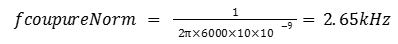 fcoupureNorm = 1 / 2π×6000×10×10⁻⁹ = 2.65kHz